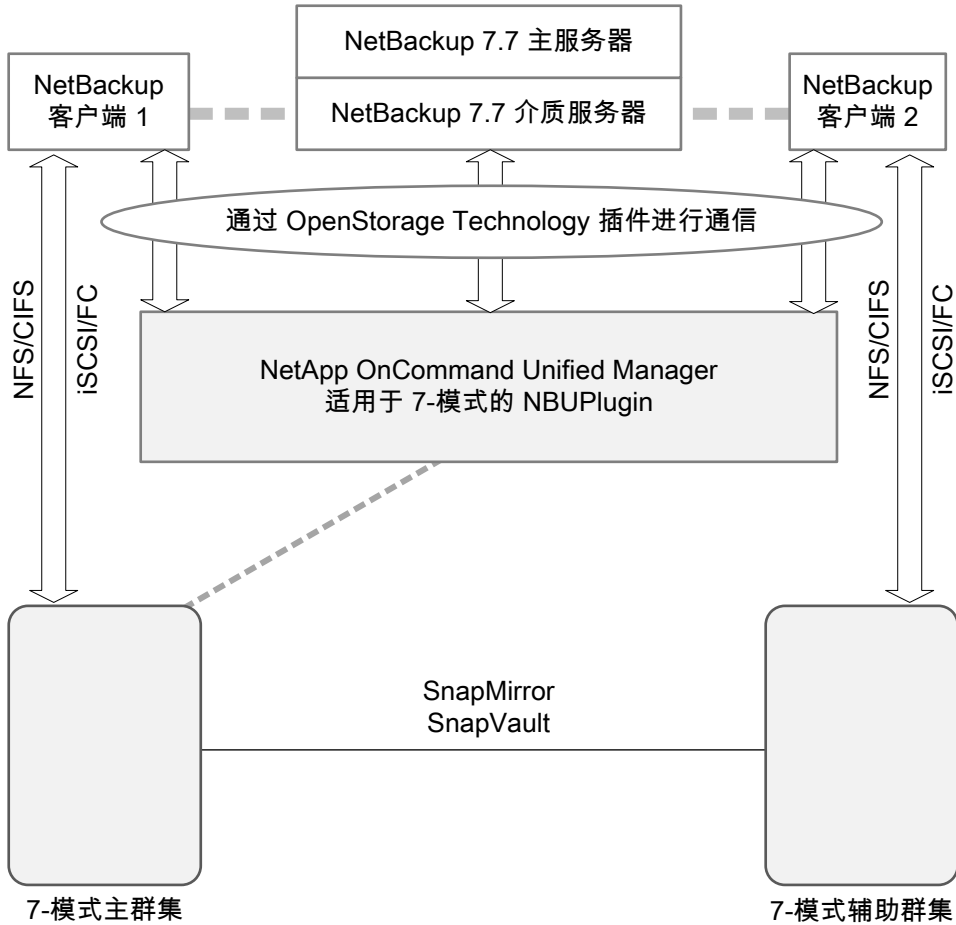 NetBackup 7.7 主服务器
NetBackup
客户端 1
NetBackup 7.7 介质服务器
NetBackup
客户端 2
通过 OpenStorage Technology 插件进行通信
NFS/CIFS
iSCSI/FC
NetApp OnCommand Unified Manager
适用于 7-模式的 NBUPlugin
NFS/CIFS
iSCSI/FC
SnapMirror
SnapVault
7-模式主群集
7-模式辅助群集